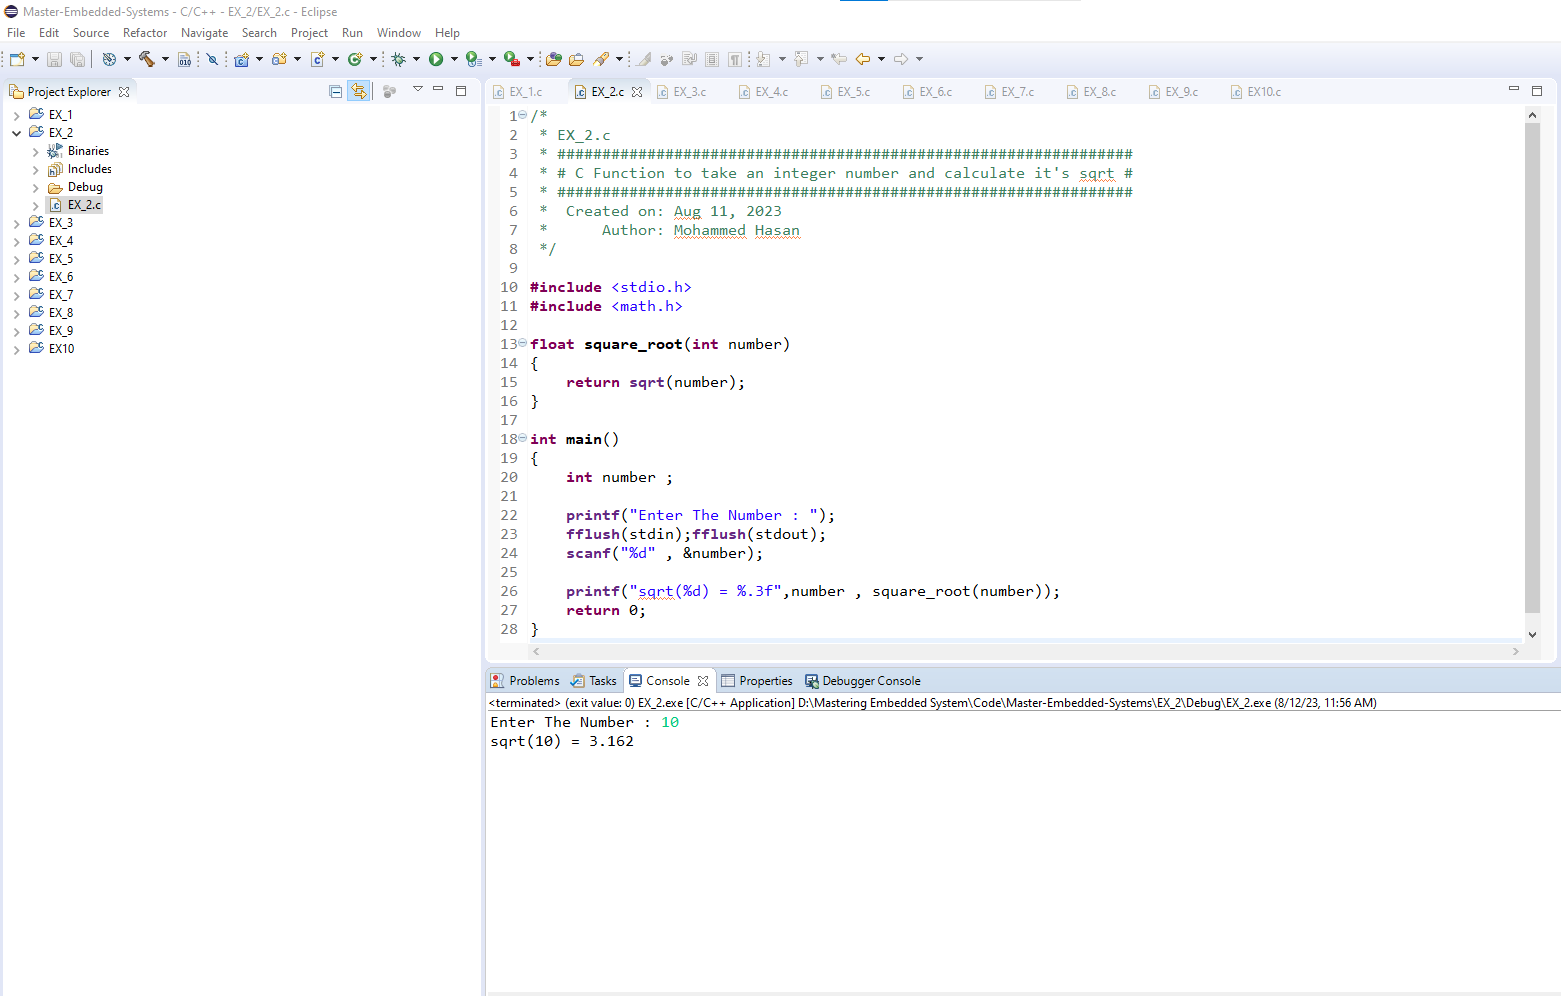 Master-Embedded-Systems - C/C++ - EX_2/EX_2.c - Eclipse
File Edit Source Refactor Navigate Search Project Run Window Help
Project Explorer
EX_1
EX_2
Binaries
Includes
Debug
EX_2.c
EX_3
EX_4
EX_5
EX_6
EX_7
EX_8
EX_9
EX10
EX_1.c EX_2.c EX_3.c EX_4.c EX_5.c EX_6.c EX_7.c EX_8.c EX_9.c EX10.c
1 /*
2  * EX_2.c
3  * ################################################################
4  * # C Function to take an integer number and calculate it's sqrt #
5  * ################################################################
6  *  Created on: Aug 11, 2023
7  *      Author: Mohammed Hasan
8  */
9
10 #include <stdio.h>
11 #include <math.h>
12
13 float square_root(int number)
14 {
15     return sqrt(number);
16 }
17
18 int main()
19 {
20     int number ;
21
22     printf("Enter The Number : ");
23     fflush(stdin);fflush(stdout);
24     scanf("%d" , &number);
25
26     printf("sqrt(%d) = %.3f",number , square_root(number));
27     return 0;
28 }
Problems Tasks Console Properties Debugger Console
<terminated> (exit value: 0) EX_2.exe [C/C++ Application] D:\Mastering Embedded System\Code\Master-Embedded-Systems\EX_2\Debug\EX_2.exe (8/12/23, 11:56 AM)
Enter The Number : 10
sqrt(10) = 3.162